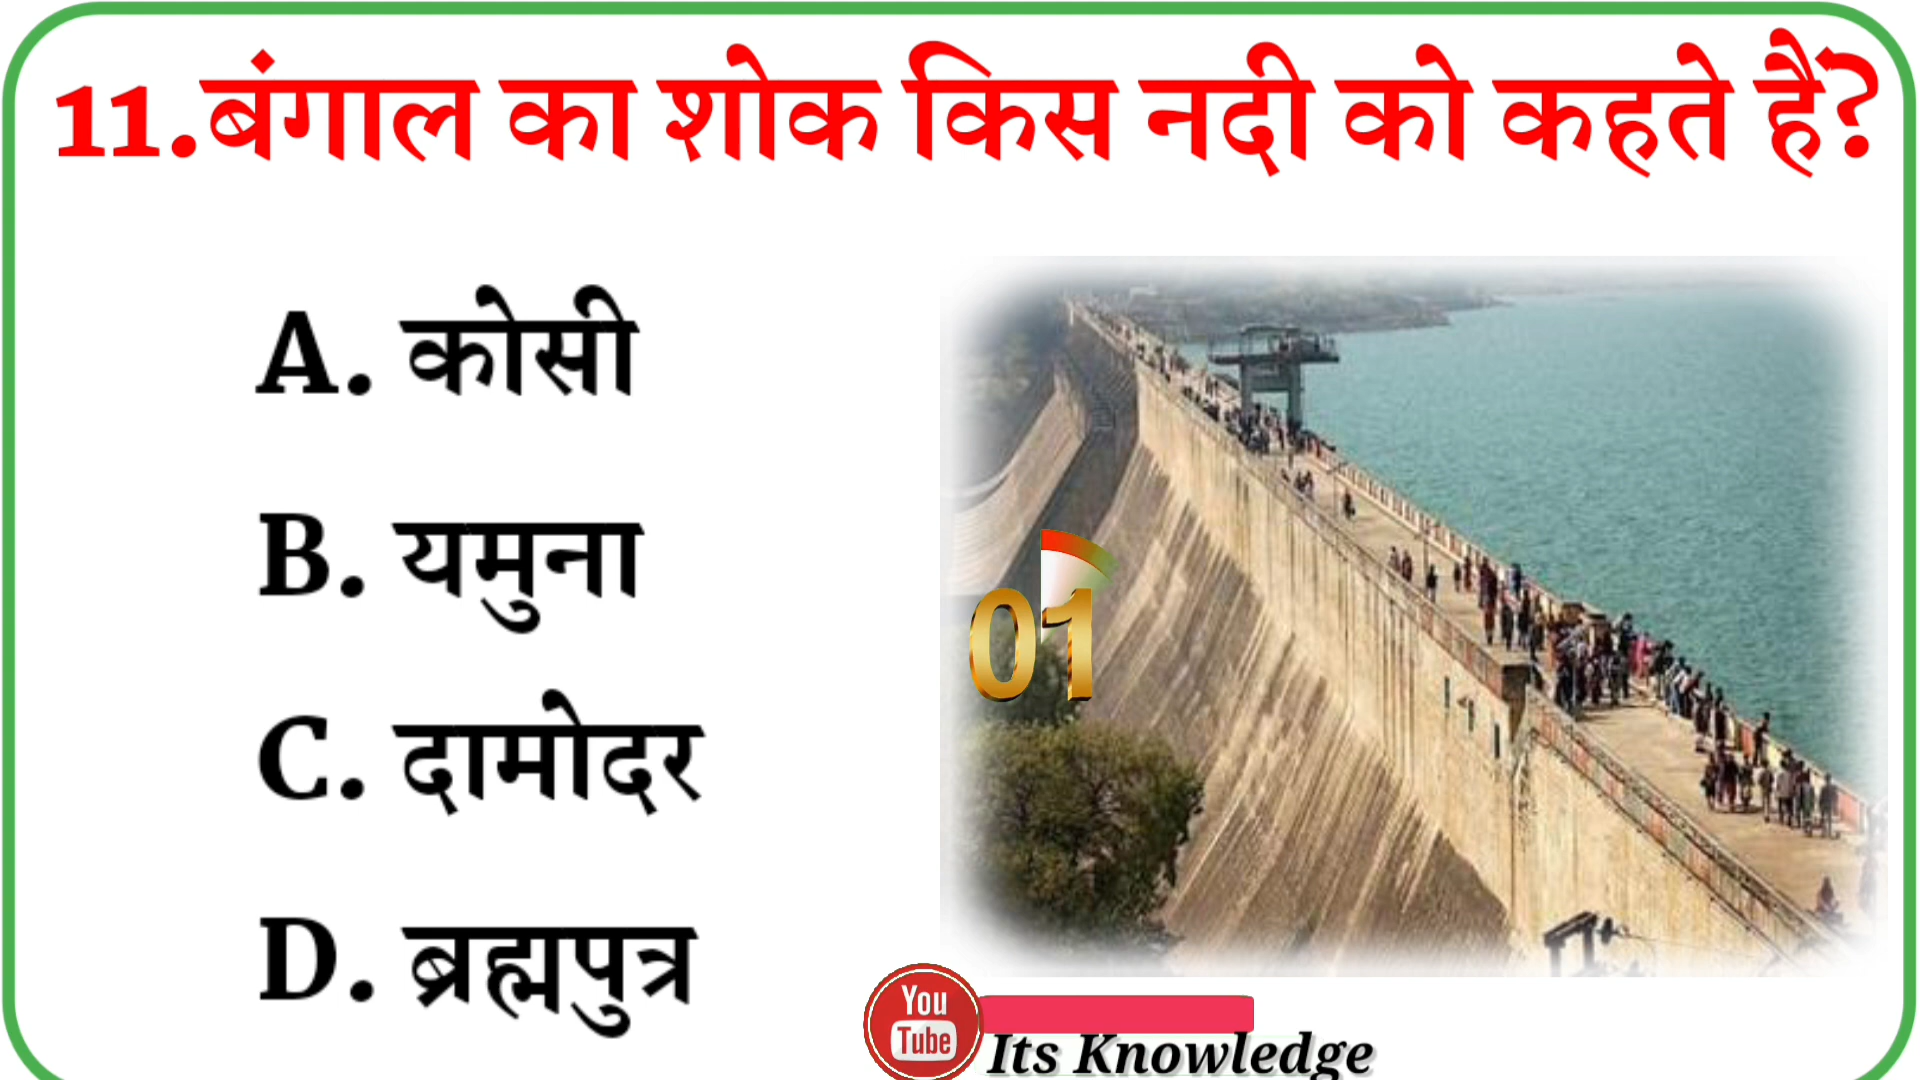 11.बंगाल का शोक किस नदी को कहते हैं?
A. कोसी
B. यमुना
C. दामोदर
D. ब्रह्मपुत्र
01
You
Tube
Its Knowledge